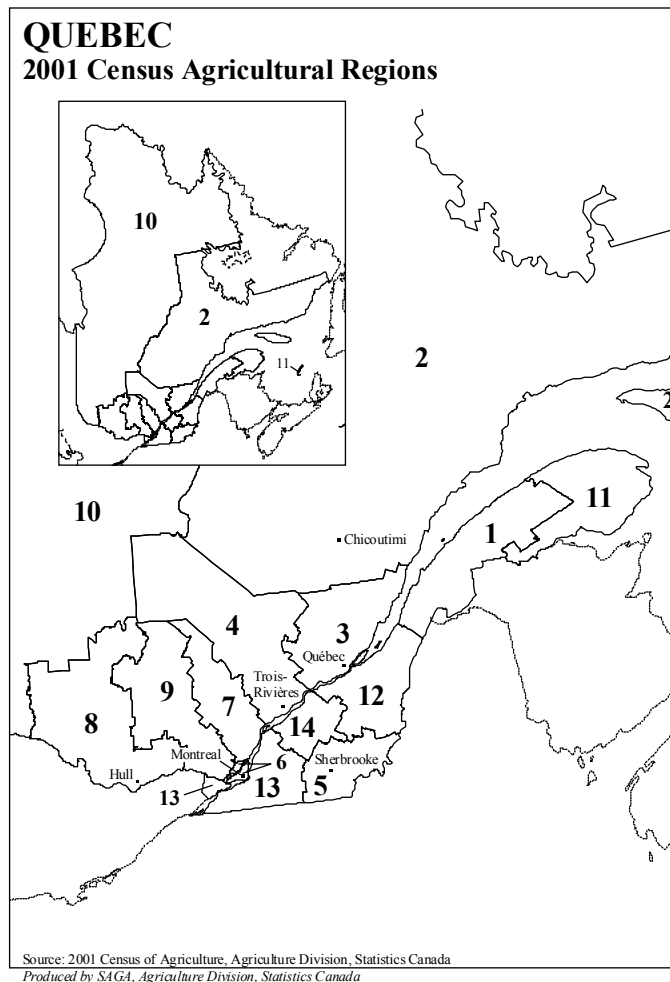 QUEBEC
2001 Census Agricultural Regions
10
2
11
2
2
10
11
1
Chicoutimi
4
3
Québec
9
Trois-
Rivières
12
8
7
14
Montreal
6
Sherbrooke
Hull
13
13
5
Source: 2001 Census of Agriculture, Agriculture Division, Statistics Canada
Produced by SAGA, Agriculture Division, Statistics Canada